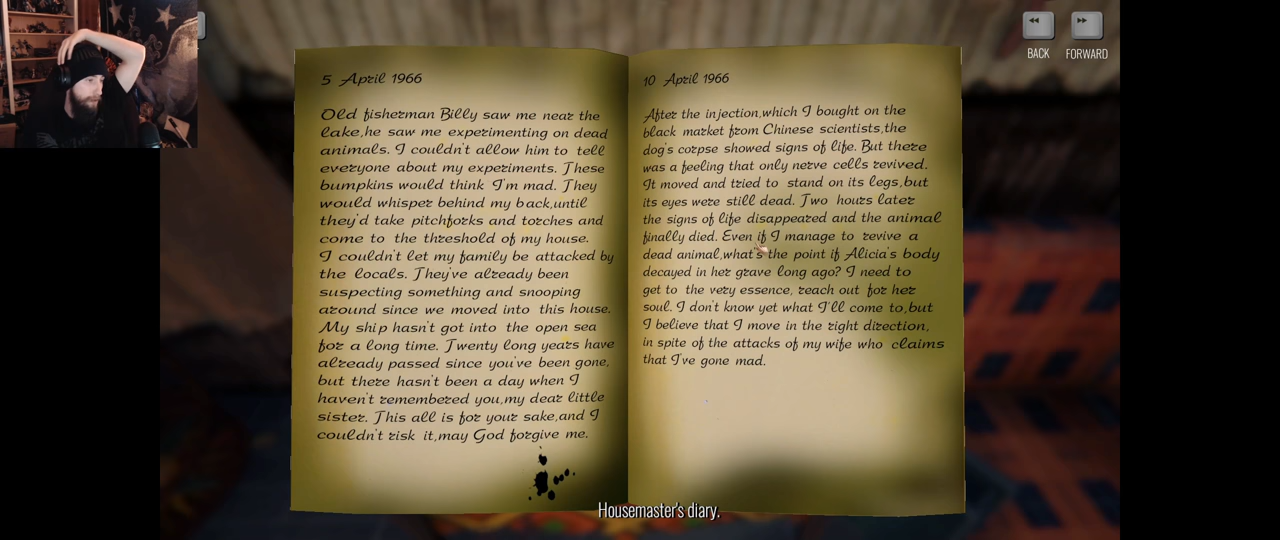 BACK
FORWARD
5 April 1966
Old fisherman Billy saw me near the
lake,he saw me experimenting on dead
animals. I couldn't allow him to tell
everyone about my experiments. These
bumpkins would think I'm mad. They
would whisper behind my back,until
they'd take pitchforks and torches and
come to the threshold of my house.
I couldn't let my family be attacked by
the locals. They've already been
suspecting something and snooping
around since we moved into this house.
My ship hasn't got into the open sea
for a long time. Twenty long years have
already passed since you've been gone,
but there hasn't been a day when I
haven't remembered you,my dear little
sister. This all is for your sake,and I
couldn't risk it,may God forgive me.
10 April 1966
After the injection,which I bought on the
black market from Chinese scientists,the
dog's corpse showed signs of life. But there
was a feeling that only nerve cells revived.
It moved and tried to stand on its legs,but
its eyes were still dead. Two hours later
the signs of life disappeared and the animal
finally died. Even if I manage to revive a
dead animal,what's the point if Alicia's body
decayed in her grave long ago? I need to
get to the very essence, reach out for her
soul. I don't know yet what I'll come to,but
I believe that I move in the right direction,
in spite of the attacks of my wife who claims
that I've gone mad.
Housemaster's diary.